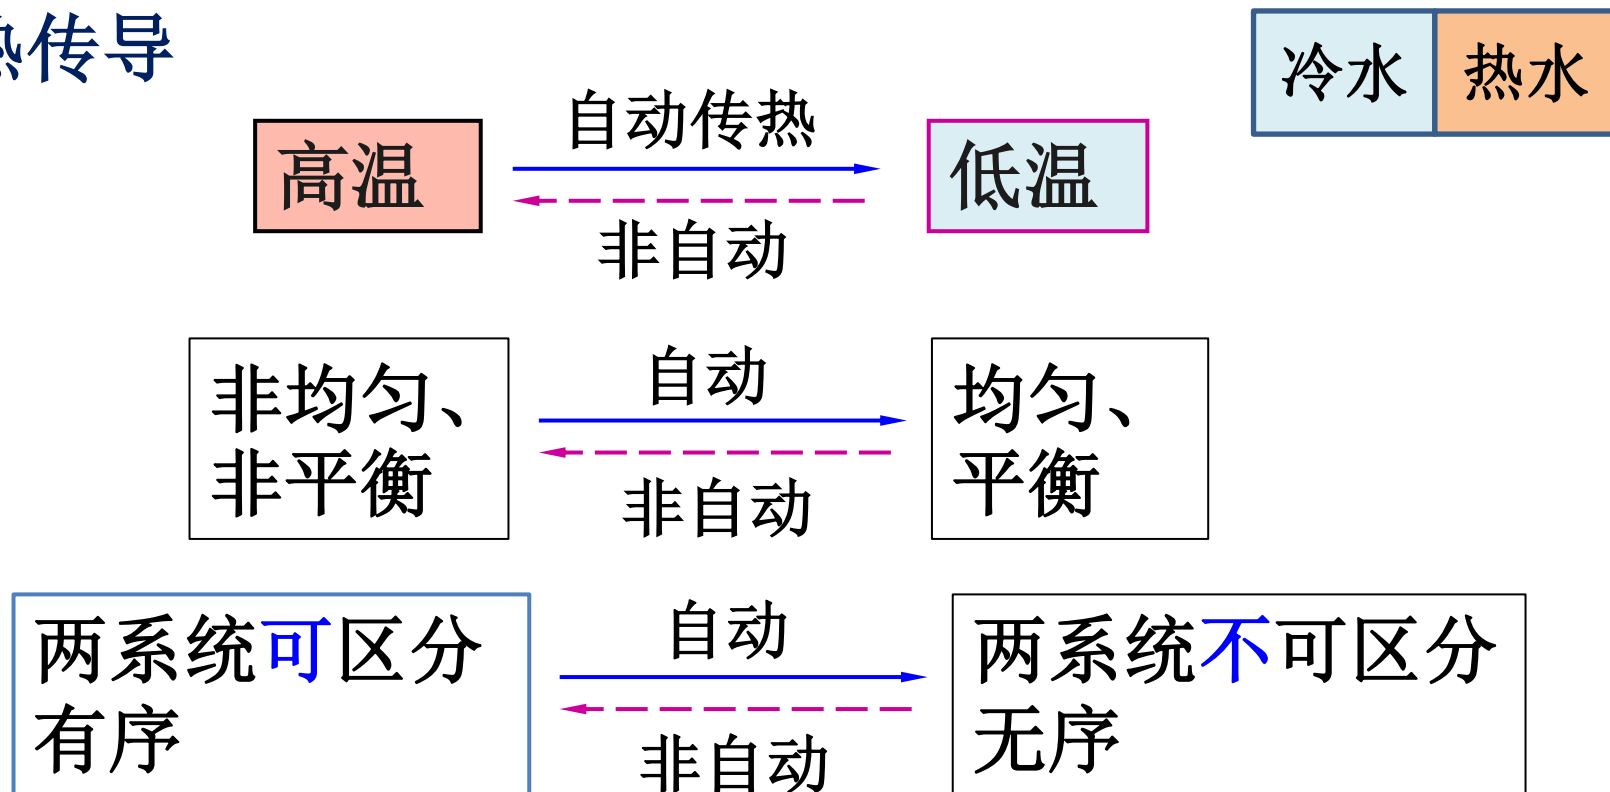 热传导
冷水 热水
自动传热
高温 低温
非自动
自动
非均匀、 均匀、
非平衡 平衡
非自动
自动
两系统可区分 两系统不可区分
有序 无序
非自动